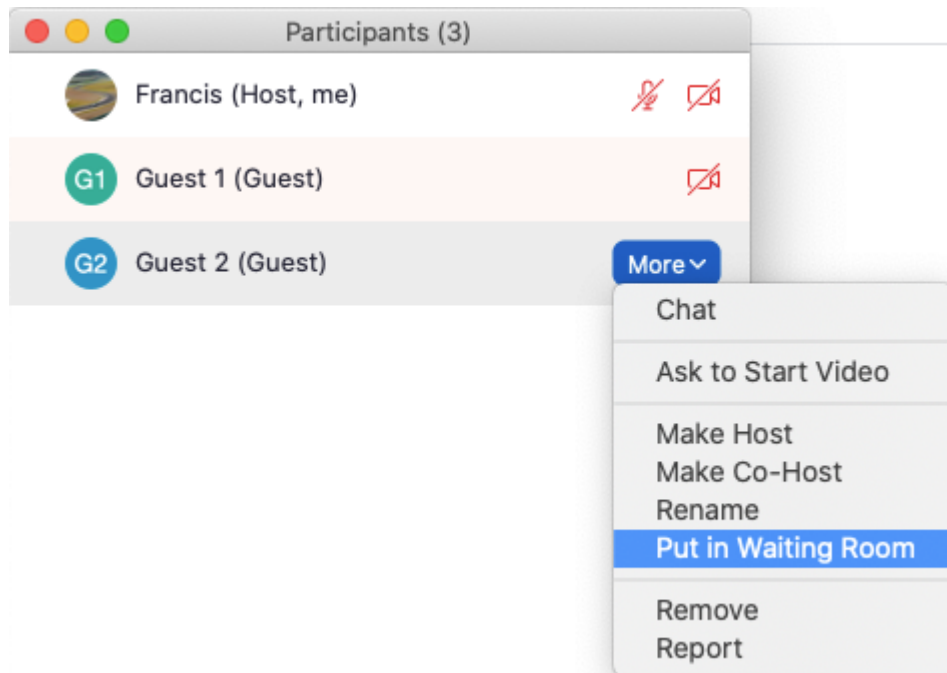 Participants (3)
Francis (Host, me)
G1 Guest 1 (Guest)
G2 Guest 2 (Guest) More
Chat
Ask to Start Video
Make Host
Make Co-Host
Rename
Put in Waiting Room
Remove
Report